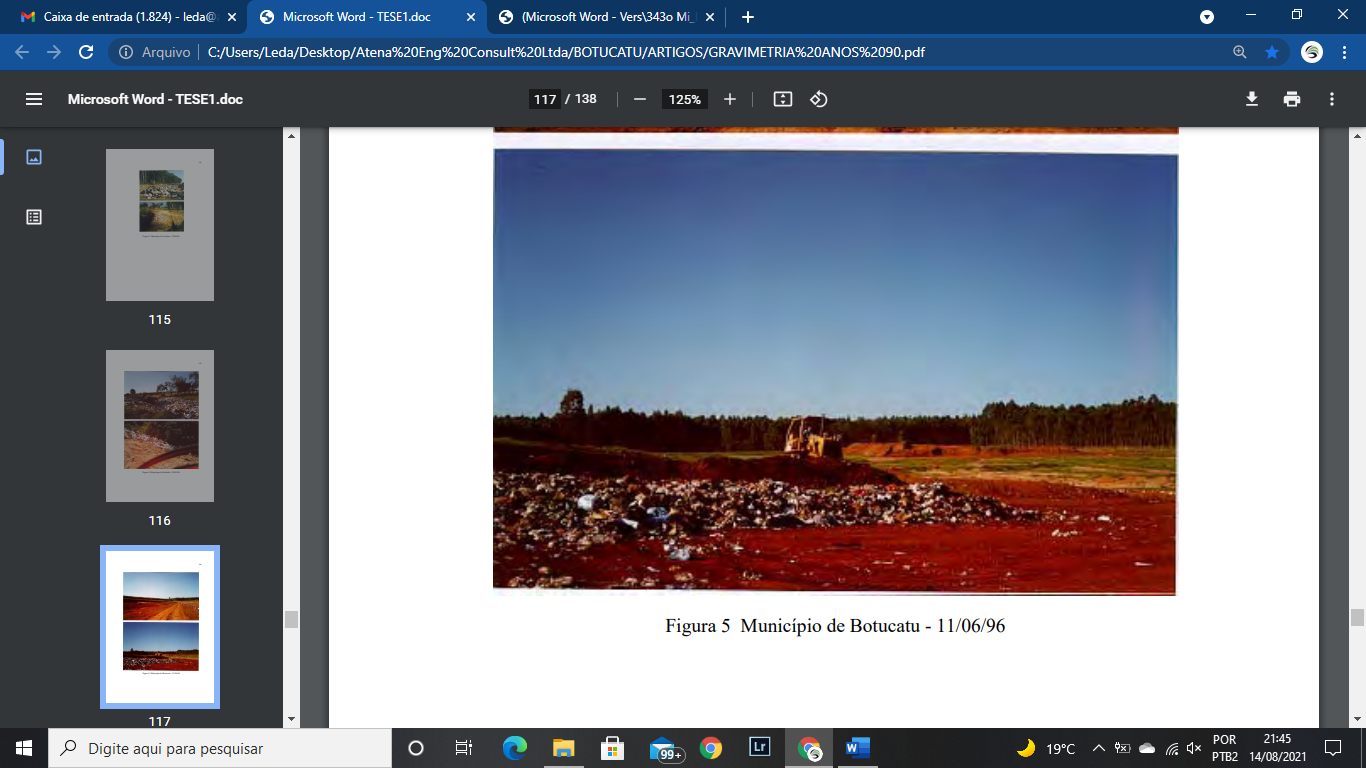 Caixa de entrada (1.824) - leda@
Microsoft Word - TESE1.doc
(Microsoft Word - Vers\343o Mi_
Arquivo
C:/Users/Leda/Desktop/Atena%20Eng%20Consult%20Ltda/BOTUCATU/ARTIGOS/GRAVIMETRIA%20ANOS%2090.pdf
Microsoft Word - TESE1.doc
117 / 138
125%
115
116
117
Figura 5 Município de Botucatu - 11/06/96
Digite aqui para pesquisar
99+
Lr
19°C
POR
PTB2
21:45
14/08/2021